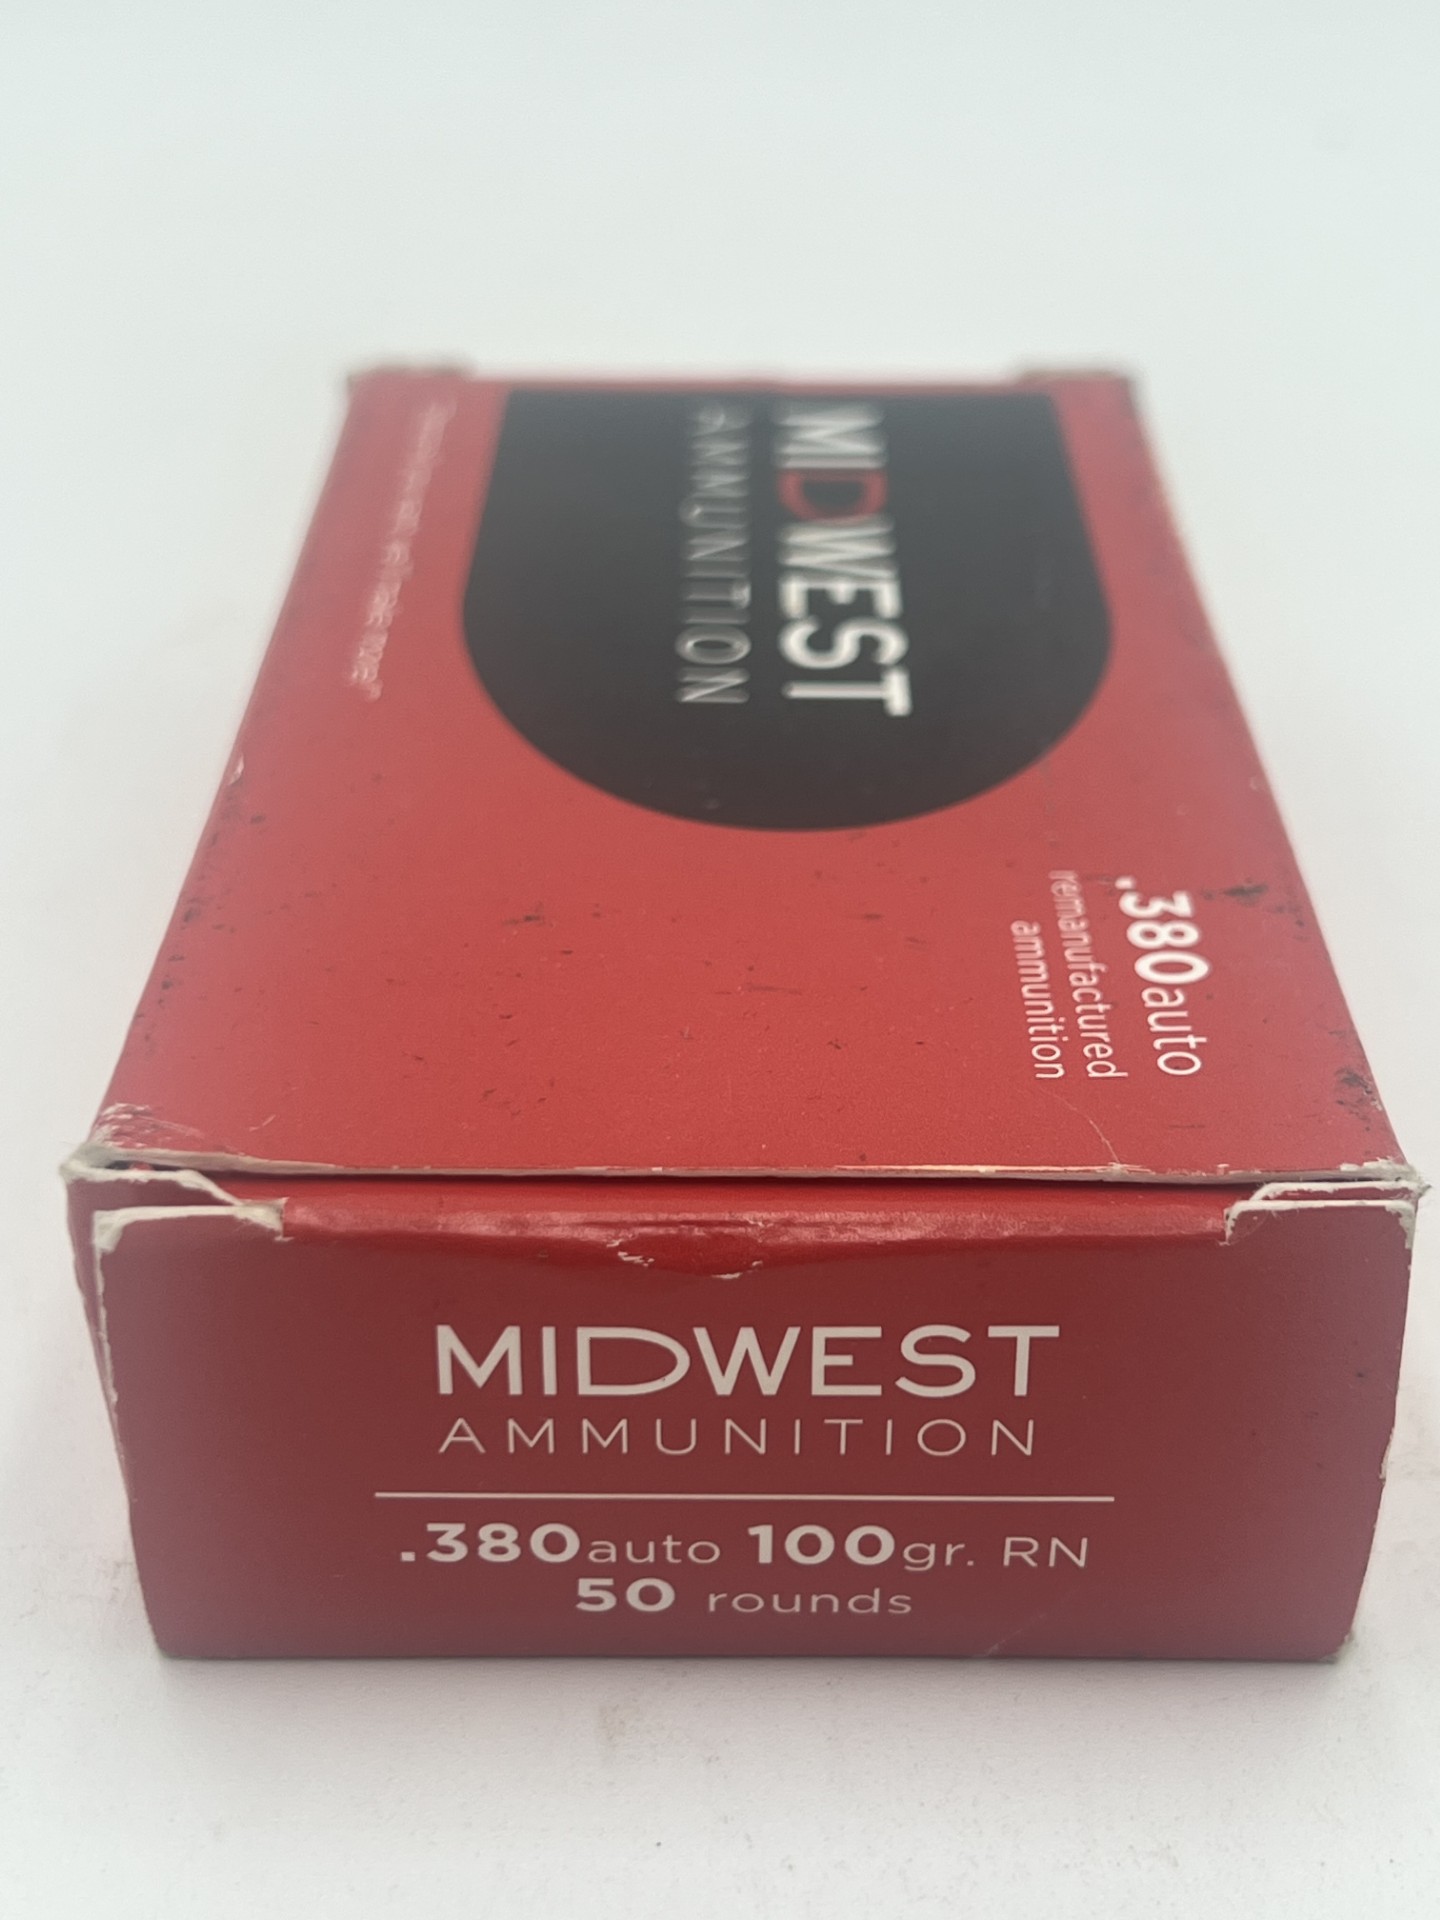 MIDWEST
AMMUNITION
.380auto
remanufactured
ammunition
MIDWEST
AMMUNITION
.380auto 100gr. RN
50 rounds